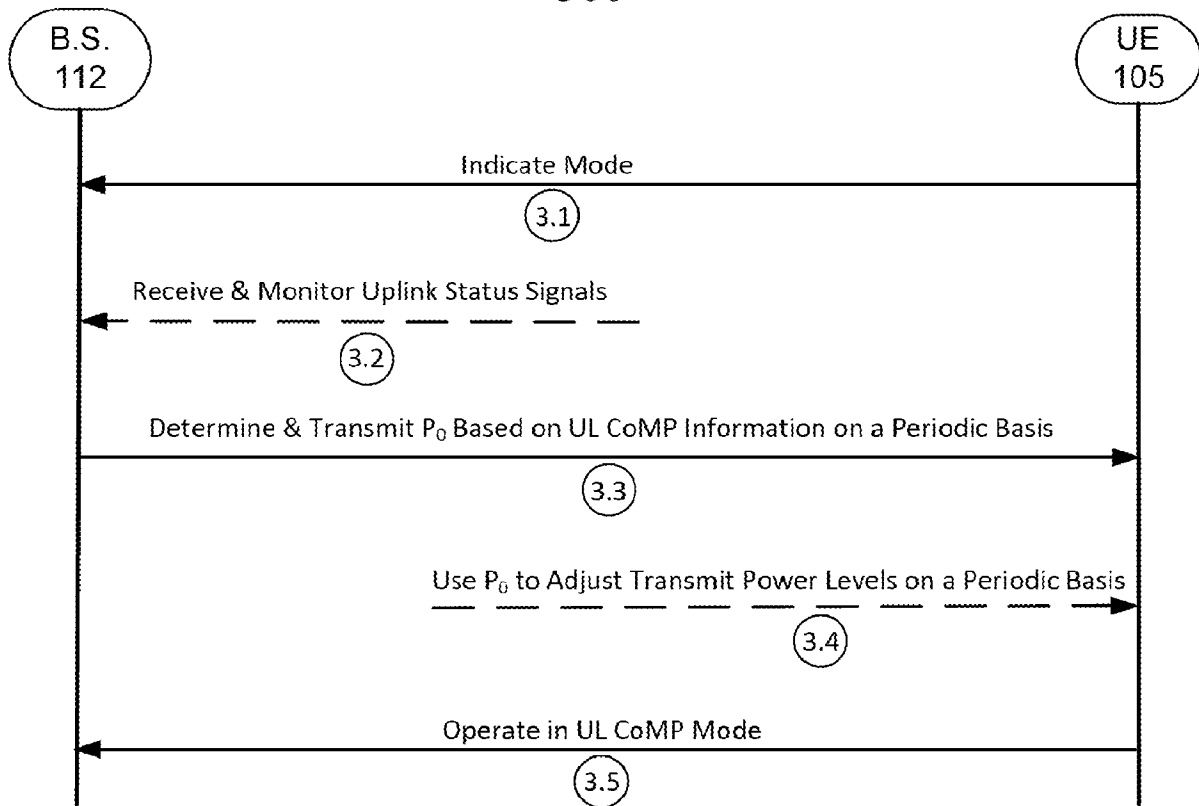 B.S.
112
UE
105
Indicate Mode
3.1
Receive & Monitor Uplink Status Signals
3.2
Determine & Transmit P₀ Based on UL CoMP Information on a Periodic Basis
3.3
Use P₀ to Adjust Transmit Power Levels on a Periodic Basis
3.4
Operate in UL CoMP Mode
3.5